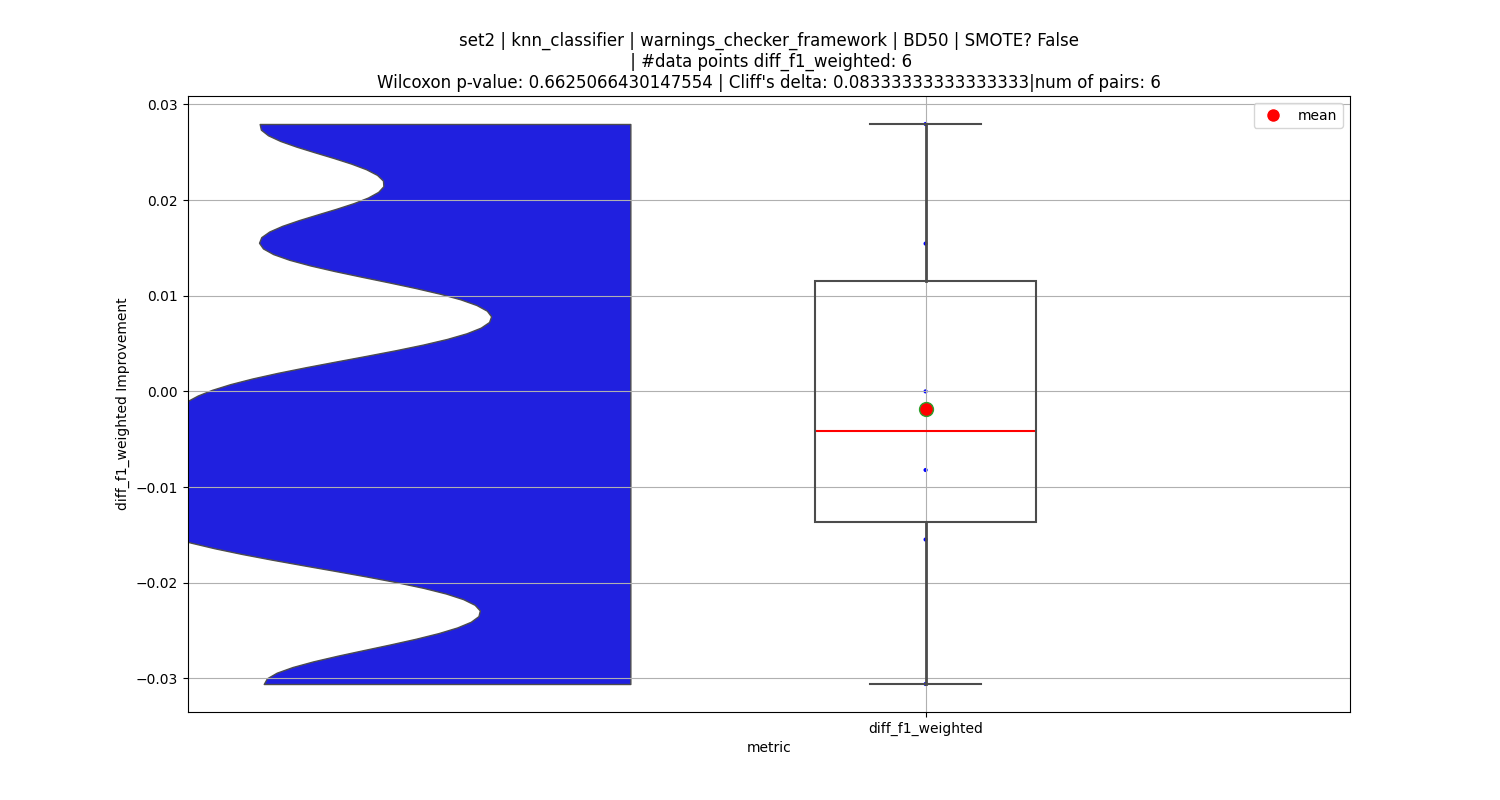 set2 | knn_classifier | warnings_checker_framework | BD50 | SMOTE? False
| #data points diff_f1_weighted: 6
Wilcoxon p-value: 0.6625066430147554 | Cliff's delta: 0.08333333333333333|num of pairs: 6
mean
0.03
0.02
0.01
0.00
−0.01
−0.02
−0.03
diff_f1_weighted Improvement
diff_f1_weighted
metric